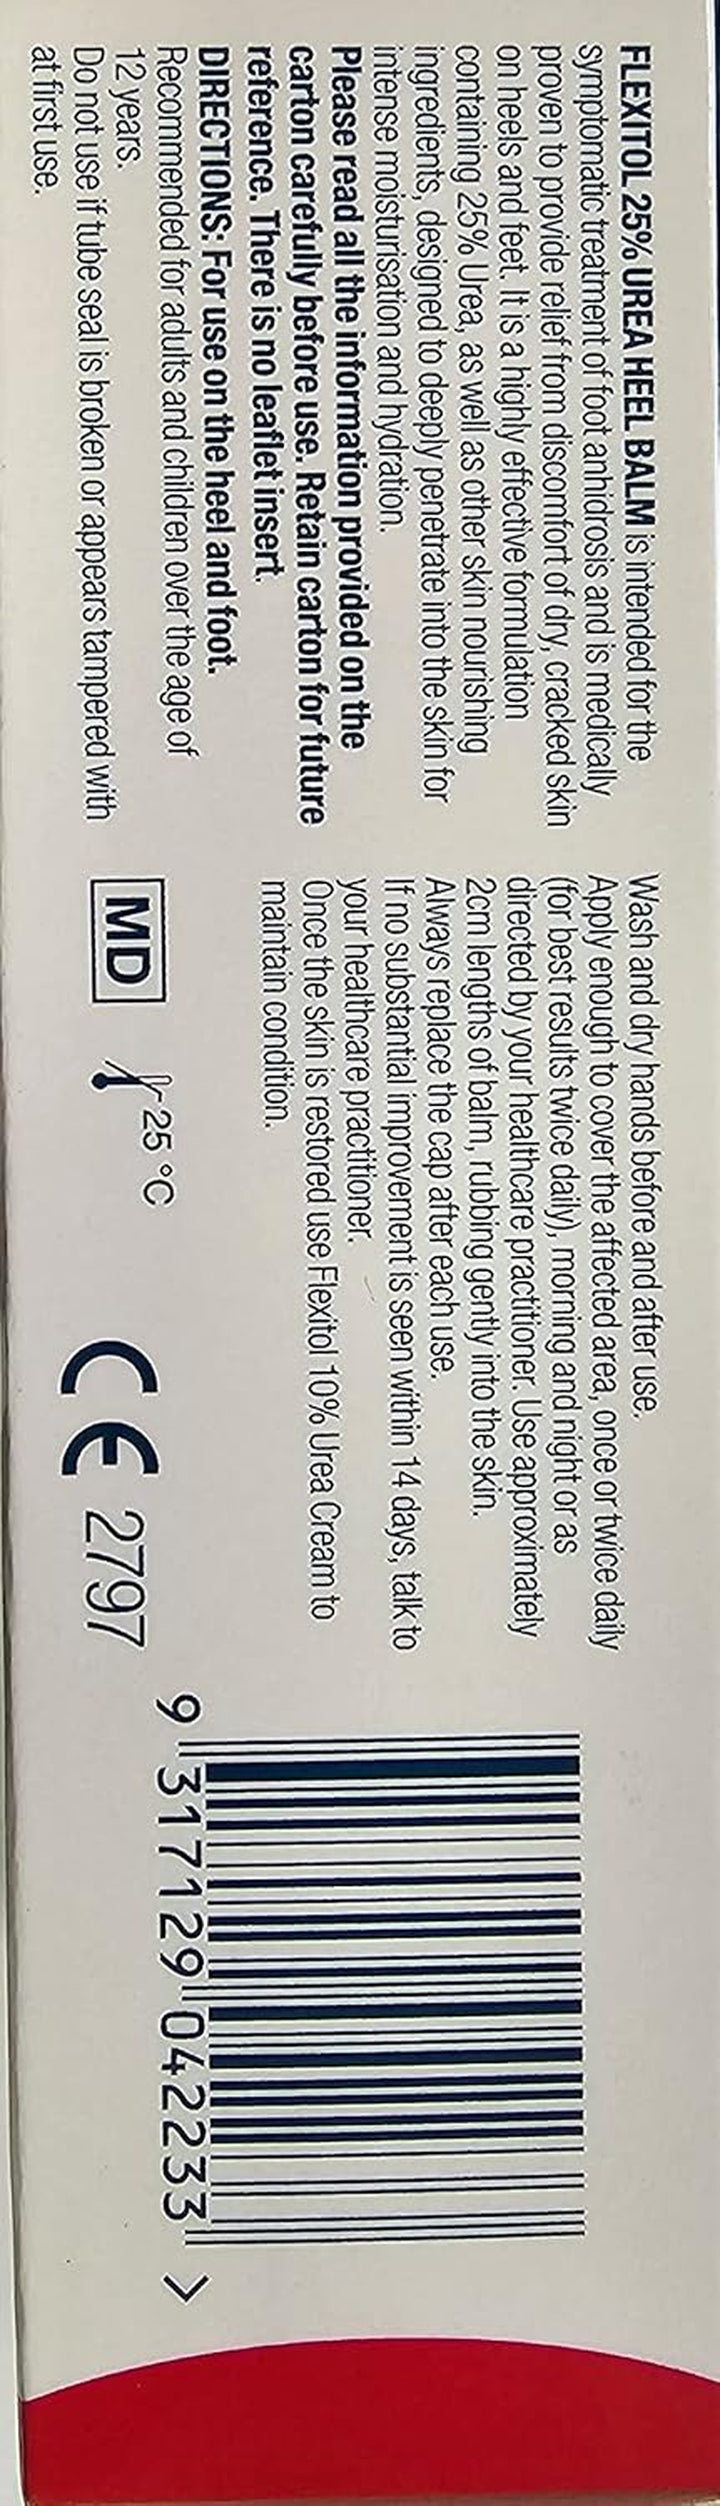 FLEXITOL 25% UREA HEEL BALM is intended for the
symptomatic treatment of foot anhidrosis and is medically
proven to provide relief from discomfort of dry, cracked skin
on heels and feet. It is a highly effective formulation
containing 25% Urea, as well as other skin nourishing
ingredients, designed to deeply penetrate into the skin for
intense moisturisation and hydration.
Please read all the information provided on the
carton carefully before use. Retain carton for future
reference. There is no leaflet insert.
DIRECTIONS: For use on the heel and foot.
Recommended for adults and children over the age of
12 years.
Do not use if tube seal is broken or appears tampered with
at first use.
Wash and dry hands before and after use.
Apply enough to cover the affected area, once or twice daily
(for best results twice daily), morning and night or as
directed by your healthcare practitioner. Use approximately
2cm lengths of balm, rubbing gently into the skin.
Always replace the cap after each use.
If no substantial improvement is seen within 14 days, talk to
your healthcare practitioner.
Once the skin is restored use Flexitol 10% Urea Cream to
maintain condition.
MD
25 °C
CE 2797
9 317129 042233 >